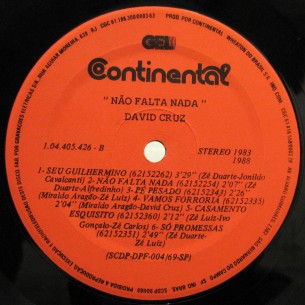 GEL
Continental
" NÃO FALTA NADA "
DAVID CRUZ
1.04.405.426 - B
STEREO 1983
1988
1-SEU GUILHERMINO (62152262) 3'29" (Zé Duarte-Jonildo
Cavalcanti) 2-NÃO FALTA NADA (62152254) 2'07" (Zé
Duarte-Alfredinho) 3-PÉ PESADO (62152343) 2'26"
(Miraldo Aragão-Zé Luiz) 4-VAMOS FORRORIA (62152335)
2'04" (Miraldo Aragão-David Cruz) 5-CASAMENTO
ESQUISITO (62152360) 2'12" (Zé Luiz-Ivo
Gonçalo-Zé Carlos) 6-SÓ PROMESSAS
(62152351) 2'49" (Zé Duarte-
Zé Luiz)
(SCDP-DPF-004/69-SP)